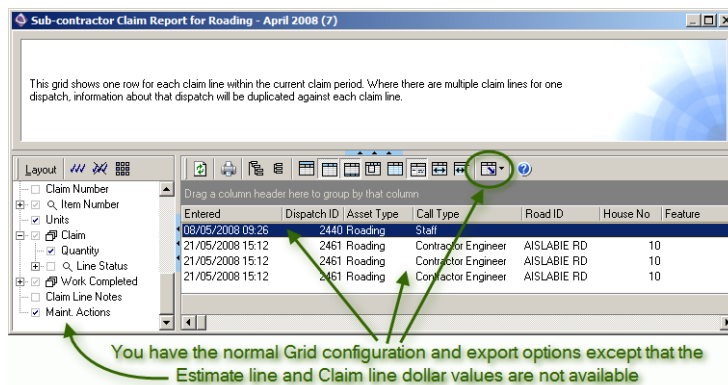 Sub-contractor Claim Report for Roading - April 2008 (7)
This grid shows one row for each claim line within the current claim period. Where there are multiple claim lines for one
dispatch, information about that dispatch will be duplicated against each claim line.
Layout
Claim Number
Item Number
Units
Claim
Quantity
Line Status
Work Completed
Claim Line Notes
Maint. Actions
Drag a column header here to group by that column
Entered Dispatch ID Asset Type Call Type Road ID House No Feature
08/05/2008 09:26 2440 Roading Staff
21/05/2008 15:12 2461 Roading Contractor Engineer AISLABIE RD 10
21/05/2008 15:12 2461 Roading Contractor Engineer AISLABIE RD 10
21/05/2008 15:12 2461 Roading Contractor Engineer AISLABIE RD 10
You have the normal Grid configuration and export options except that the
Estimate line and Claim line dollar values are not available